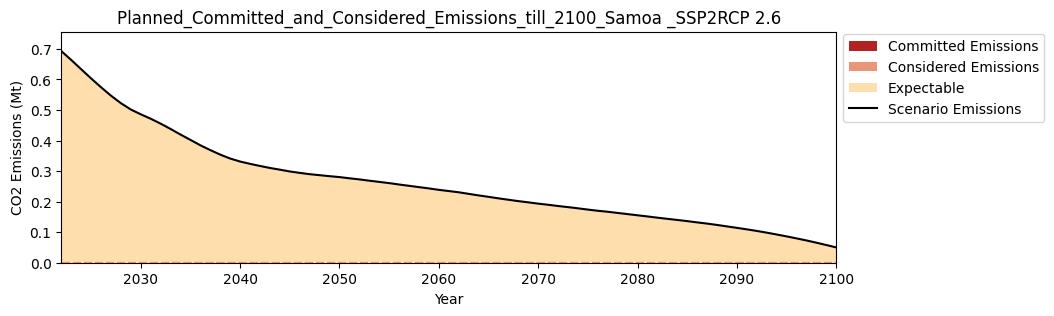 Planned_Committed_and_Considered_Emissions_till_2100_Samoa _SSP2RCP 2.6
CO2 Emissions (Mt)
0.7
0.6
0.5
0.4
0.3
0.2
0.1
0.0
2030 2040 2050 2060 2070 2080 2090 2100
Year
Committed Emissions
Considered Emissions
Expectable
Scenario Emissions